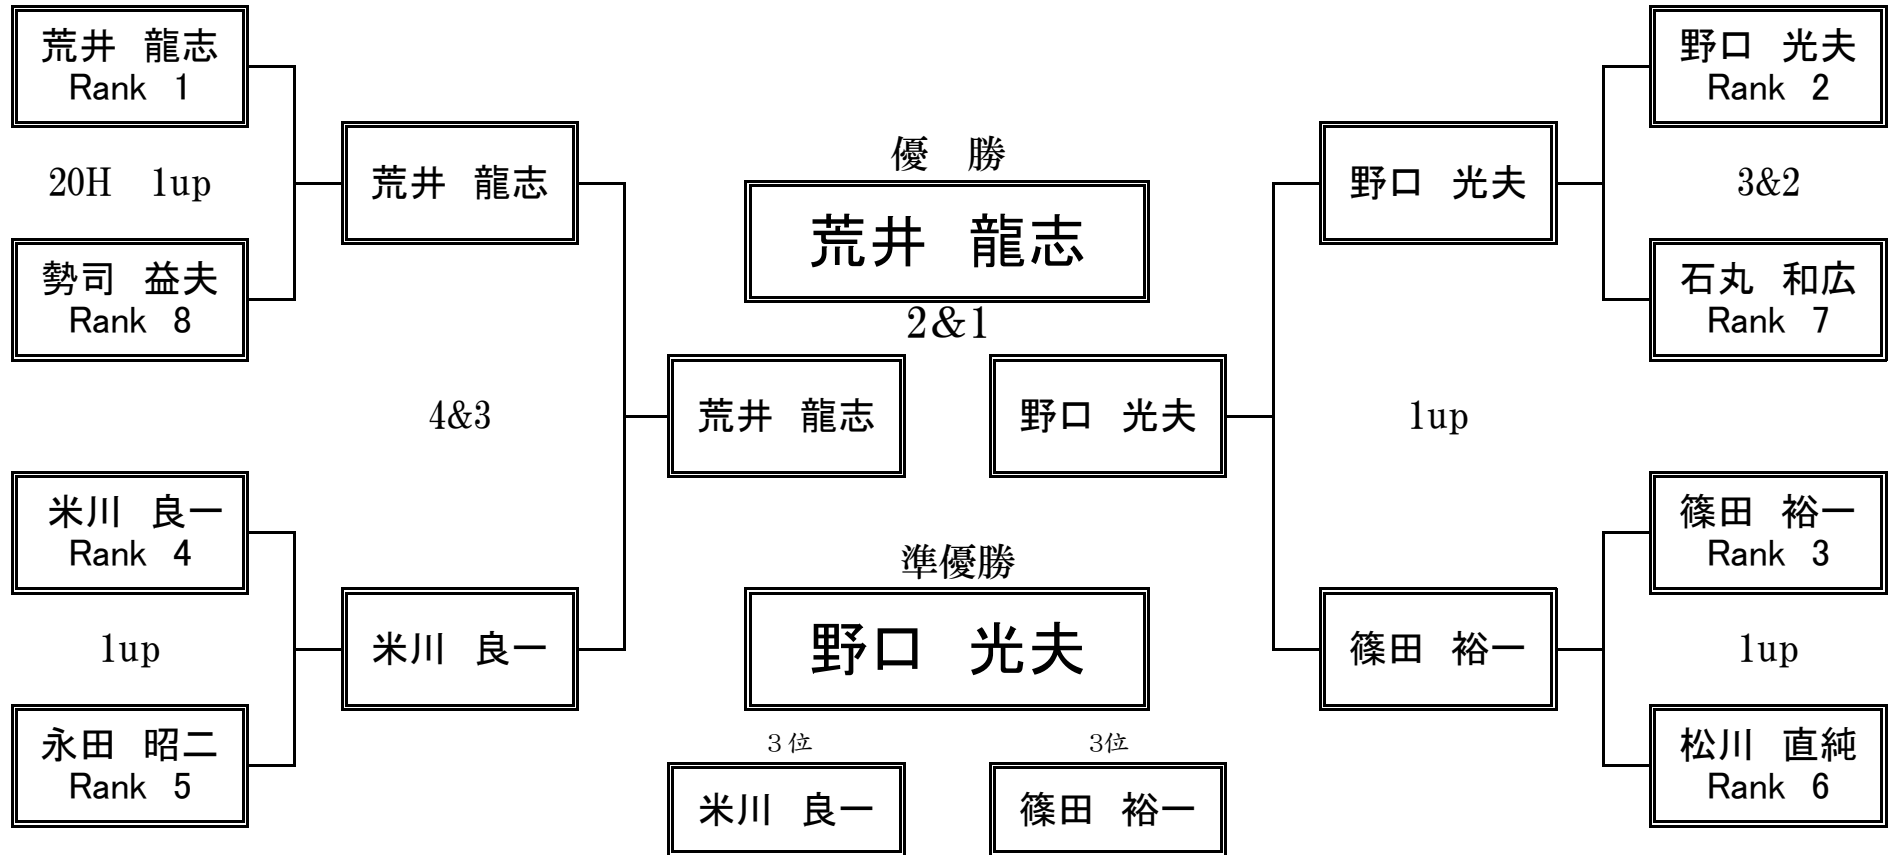 荒井　龍志
Rank　1
20H　1up
勢司　益夫
Rank　8
米川　良一
Rank　4
1up
永田　昭二
Rank　5
荒井　龍志
4&3
米川　良一
優　勝
荒井　龍志
2&1
荒井　龍志
野口　光夫
準優勝
野口　光夫
３位
米川　良一
3位
篠田　裕一
野口　光夫
1up
篠田　裕一
野口　光夫
Rank　2
3&2
石丸　和広
Rank　7
篠田　裕一
Rank　3
1up
松川　直純
Rank　6